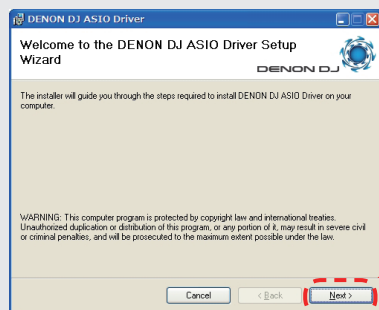 DENON DJ ASIO Driver
Welcome to the DENON DJ ASIO Driver Setup
Wizard
DENON DJ
The installer will guide you through the steps required to install DENON DJ ASIO Driver on your
computer.
WARNING: This computer program is protected by copyright law and international treaties.
Unauthorized duplication or distribution of this program, or any portion of it, may result in severe civil
or criminal penalties, and will be prosecuted to the maximum extent possible under the law.
Cancel
< Back
Next >